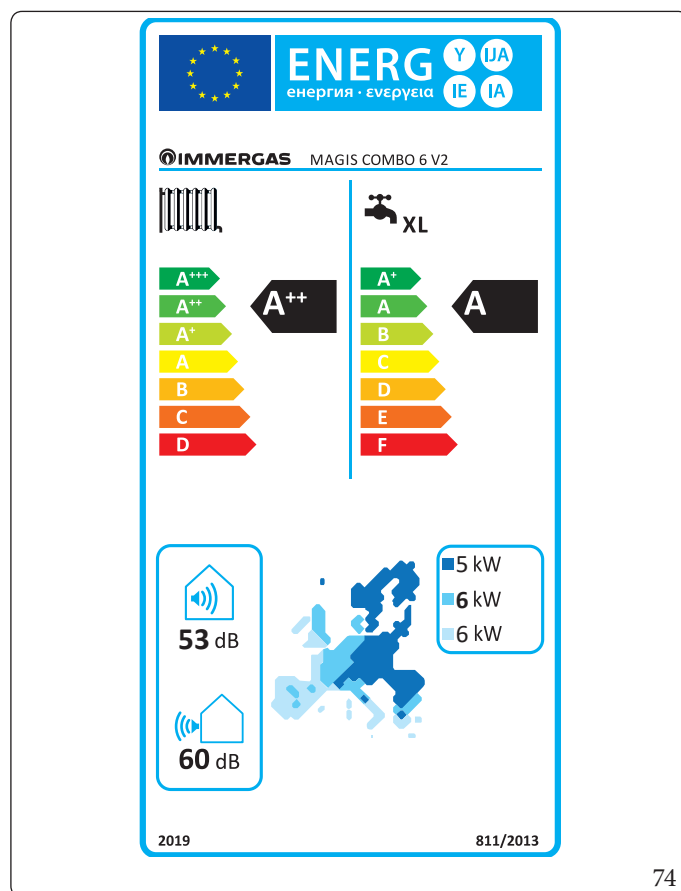 ENERG Y IJA
енергия · ενεργεια IE IA
IMMERGAS MAGIS COMBO 6 V2
XL
A+++
A++
A+
A
B
C
D
A++
A+
A
B
C
D
E
F
A
53 dB
60 dB
5 kW
6 kW
6 kW
2019 811/2013
74